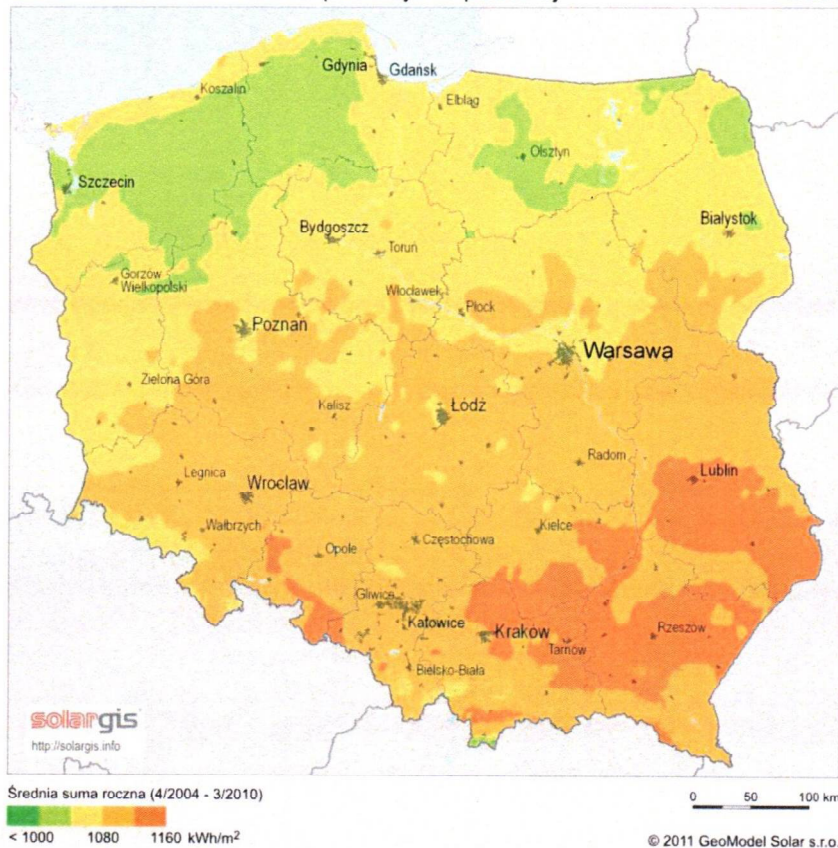 Gdynia
Gdańsk
Koszalin
Elbląg
Olsztyn
Szczecin
Białystok
Bydgoszcz
Toruń
Gorzów
Wielkopolski
Włocławek
Płock
Poznań
Warsawa
Zielona Góra
Kalisz
Łódź
Radom
Legnica
Wrocław
Lublin
Wałbrzych
Kielce
Opole
Częstochowa
Gliwice
Katowice
Kraków
Rzeszów
Tarnów
Bielsko-Biała
solargis
http://solargis.info
Średnia suma roczna (4/2004 - 3/2010)
0 50 100 km
< 1000 1080 1160 kWh/m²
© 2011 GeoModel Solar s.r.o.